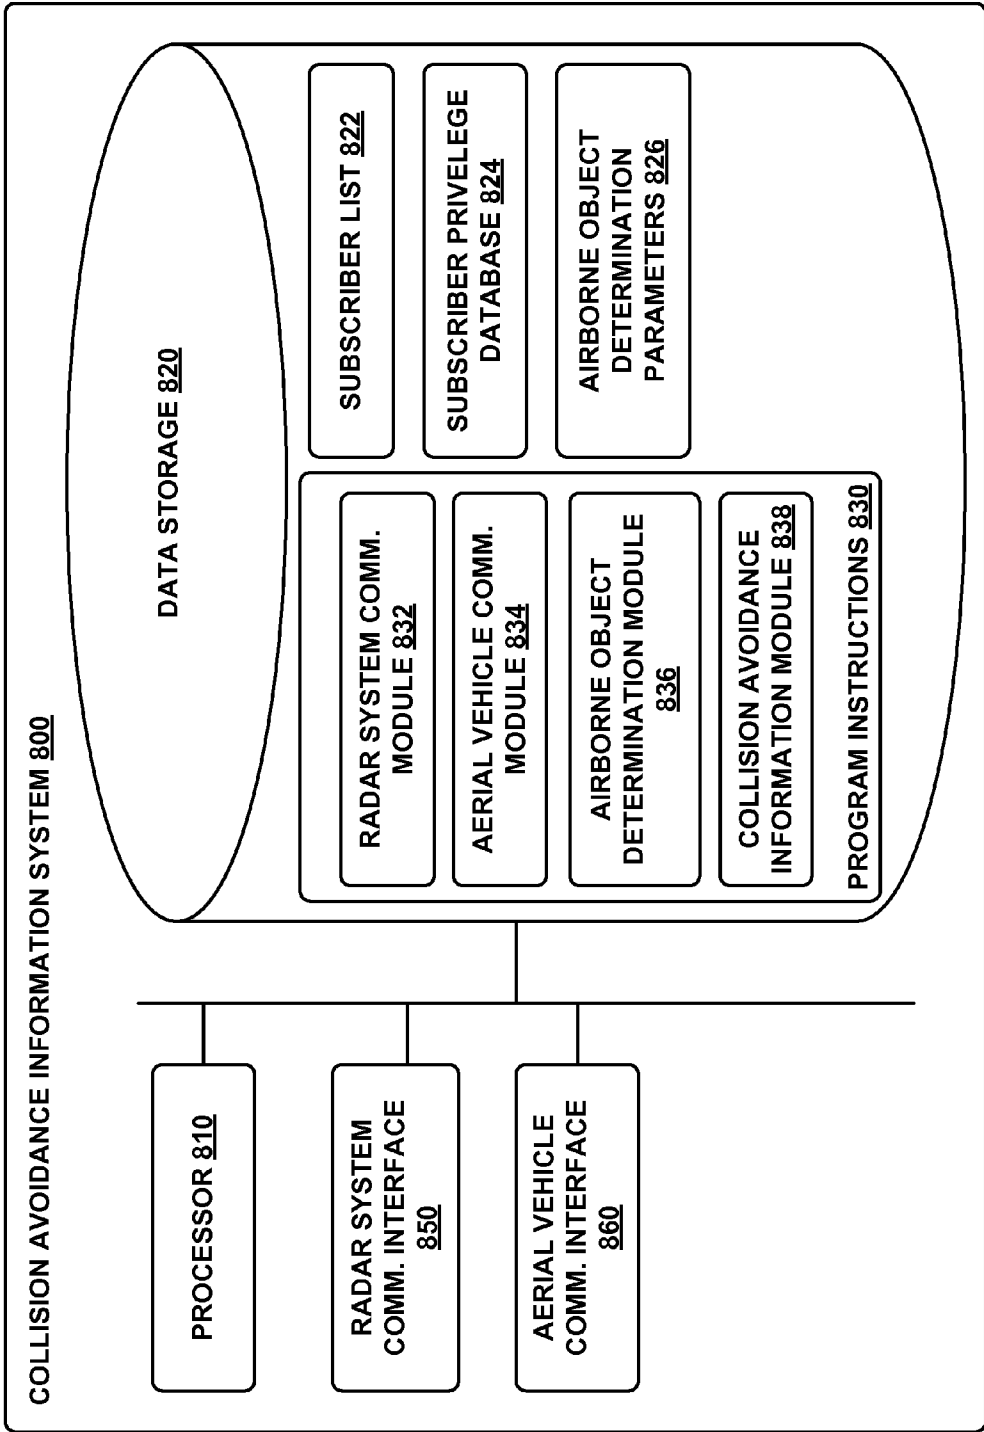 COLLISION AVOIDANCE INFORMATION SYSTEM 800
PROCESSOR 810
RADAR SYSTEM
COMM. INTERFACE
850
AERIAL VEHICLE
COMM. INTERFACE
860
DATA STORAGE 820
RADAR SYSTEM COMM.
MODULE 832
AERIAL VEHICLE COMM.
MODULE 834
AIRBORNE OBJECT
DETERMINATION MODULE
836
COLLISION AVOIDANCE
INFORMATION MODULE 838
PROGRAM INSTRUCTIONS 830
SUBSCRIBER LIST 822
SUBSCRIBER PRIVELEGE
DATABASE 824
AIRBORNE OBJECT
DETERMINATION
PARAMETERS 826